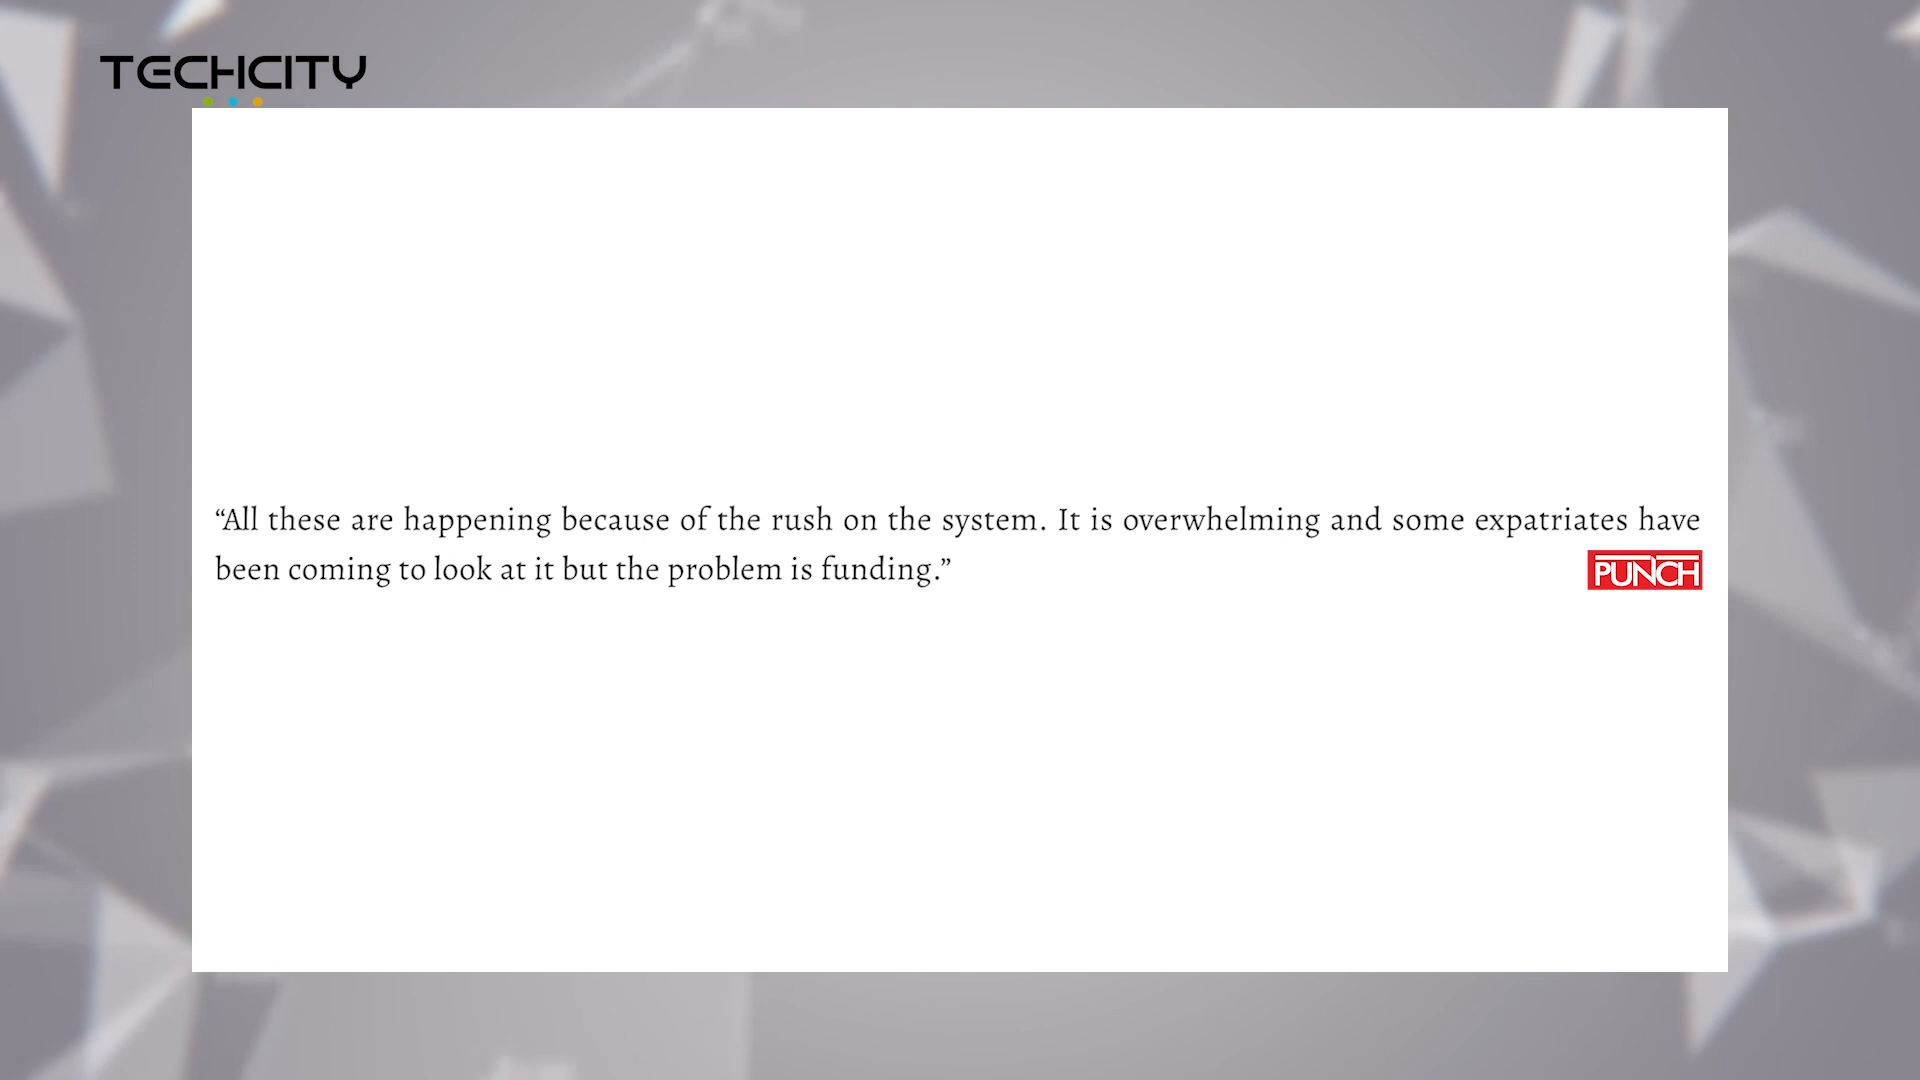 TECHCITY
“All these are happening because of the rush on the system. It is overwhelming and some expatriates have
been coming to look at it but the problem is funding.”
PUNCH